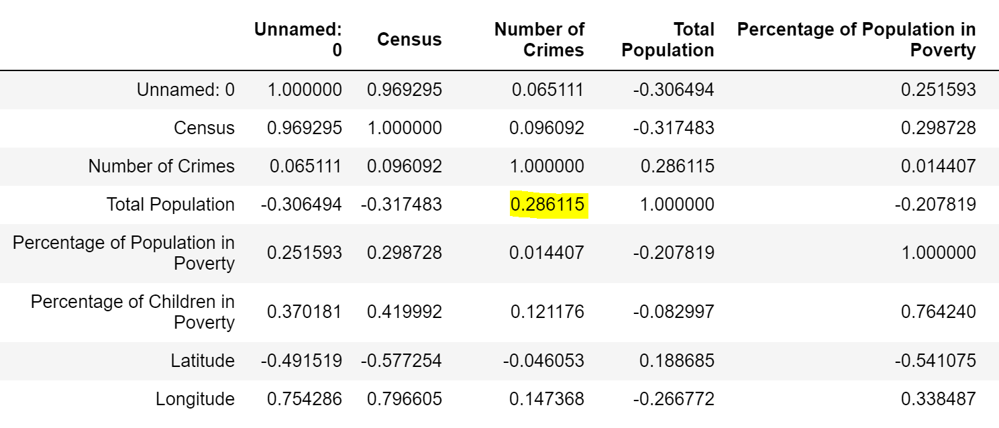 Unnamed: 0 Census Number of Crimes Total Population Percentage of Population in Poverty
Unnamed: 0 1.000000 0.969295 0.065111 -0.306494 0.251593
Census 0.969295 1.000000 0.096092 -0.317483 0.298728
Number of Crimes 0.065111 0.096092 1.000000 0.286115 0.014407
Total Population -0.306494 -0.317483 0.286115 1.000000 -0.207819
Percentage of Population in Poverty 0.251593 0.298728 0.014407 -0.207819 1.000000
Percentage of Children in Poverty 0.370181 0.419992 0.121176 -0.082997 0.764240
Latitude -0.491519 -0.577254 -0.046053 0.188685 -0.541075
Longitude 0.754286 0.796605 0.147368 -0.266772 0.338487